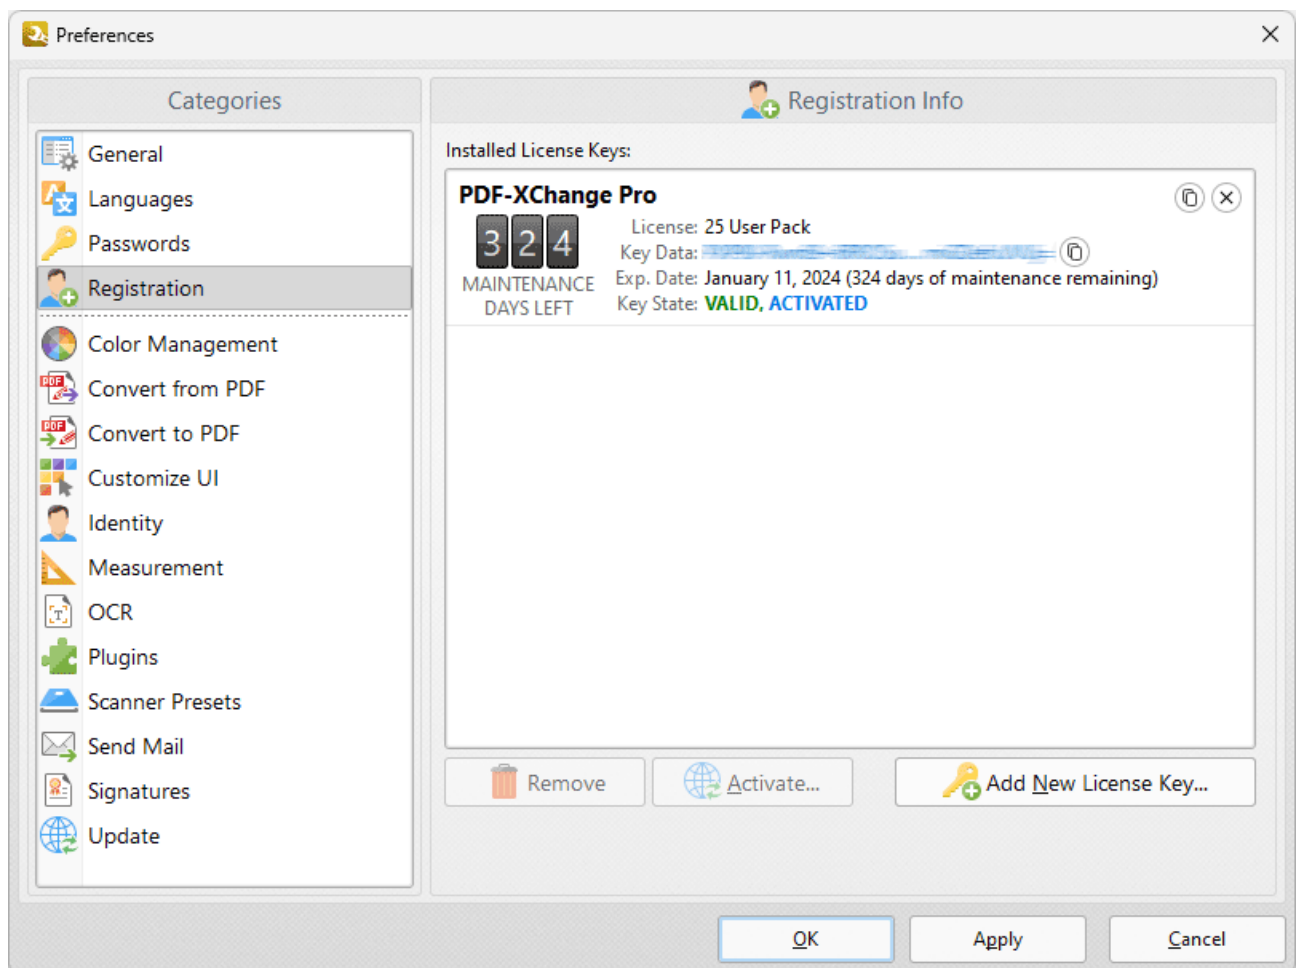 Preferences
Categories
General
Languages
Passwords
Registration
Color Management
Convert from PDF
Convert to PDF
Customize UI
Identity
Measurement
OCR
Plugins
Scanner Presets
Send Mail
Signatures
Update
Registration Info
Installed License Keys:
PDF-XChange Pro
324
MAINTENANCE
DAYS LEFT
License: 25 User Pack
Key Data:
Exp. Date: January 11, 2024 (324 days of maintenance remaining)
Key State: VALID, ACTIVATED
Remove
Activate...
Add New License Key...
OK
Apply
Cancel